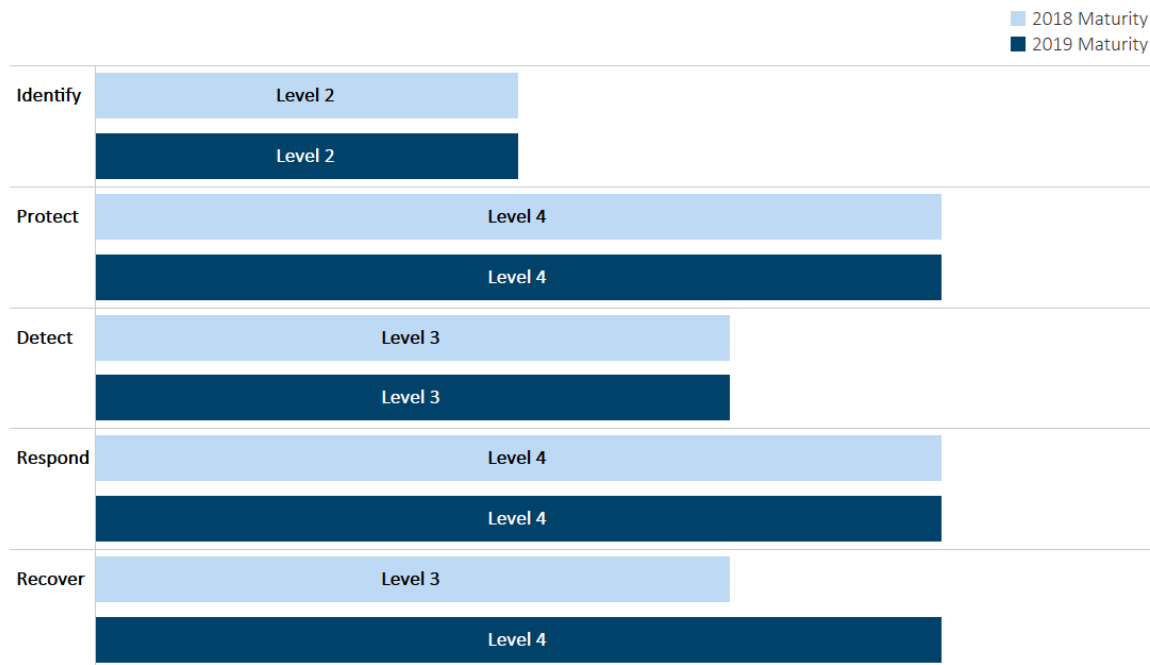 2018 Maturity
2019 Maturity
Identify
Level 2
Level 2
Protect
Level 4
Level 4
Detect
Level 3
Level 3
Respond
Level 4
Level 4
Recover
Level 3
Level 4